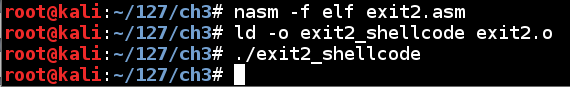 root@kali:~/127/ch3# nasm -f elf exit2.asm
root@kali:~/127/ch3# ld -o exit2_shellcode exit2.o
root@kali:~/127/ch3# ./exit2_shellcode
root@kali:~/127/ch3#